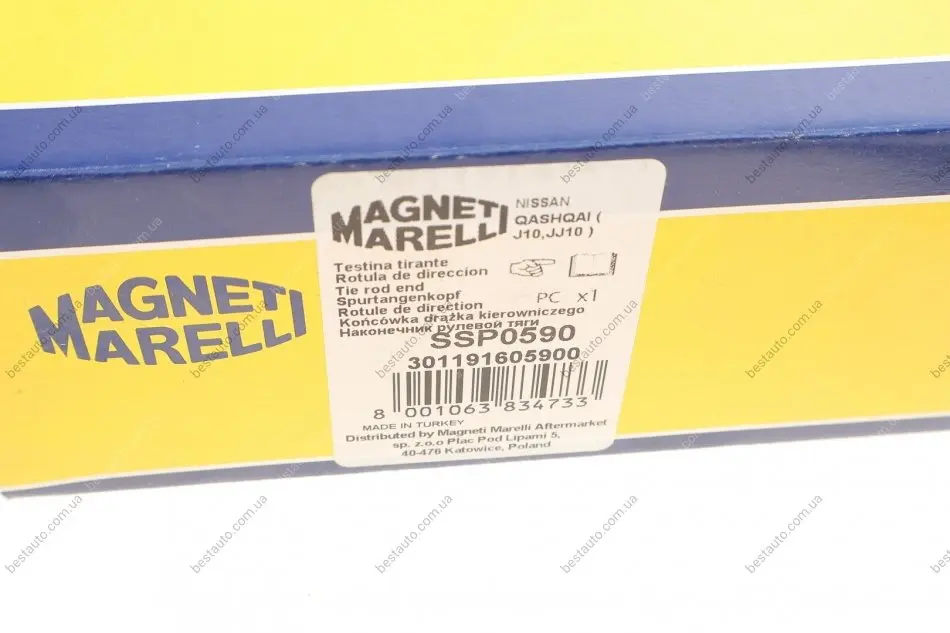 MAGNETI
MARELLI
MAGNETI
MARELLI
NISSAN
QASHQAI (
J10,JJ10 )
Testina tirante
Rotula de direccion
Tie rod end
Spurtangenkopf
Rotule de direction
Końcówka drążka kierowniczego
Наконечник рулевой тяги
PC x1
SSP0590
301191605900
8 001063 834733
MADE IN TURKEY
Distributed by Magneti Marelli Aftermarket
sp. z.o.o Plac Pod Lipami 5,
40-476 Katowice, Poland
bestauto.com.ua